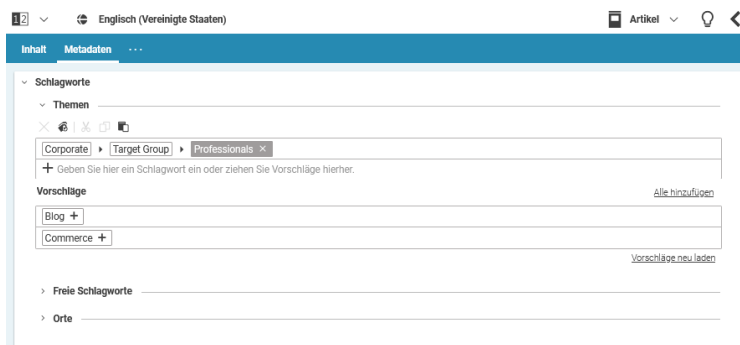 12 Englisch (Vereinigte Staaten) Artikel
Inhalt Metadaten ...
Schlagworte
Themen
Corporate Target Group Professionals ×
+ Geben Sie hier ein Schlagwort ein oder ziehen Sie Vorschläge hierher.
Vorschläge Alle hinzufügen
Blog +
Commerce +
Vorschläge neu laden
Freie Schlagworte
Orte